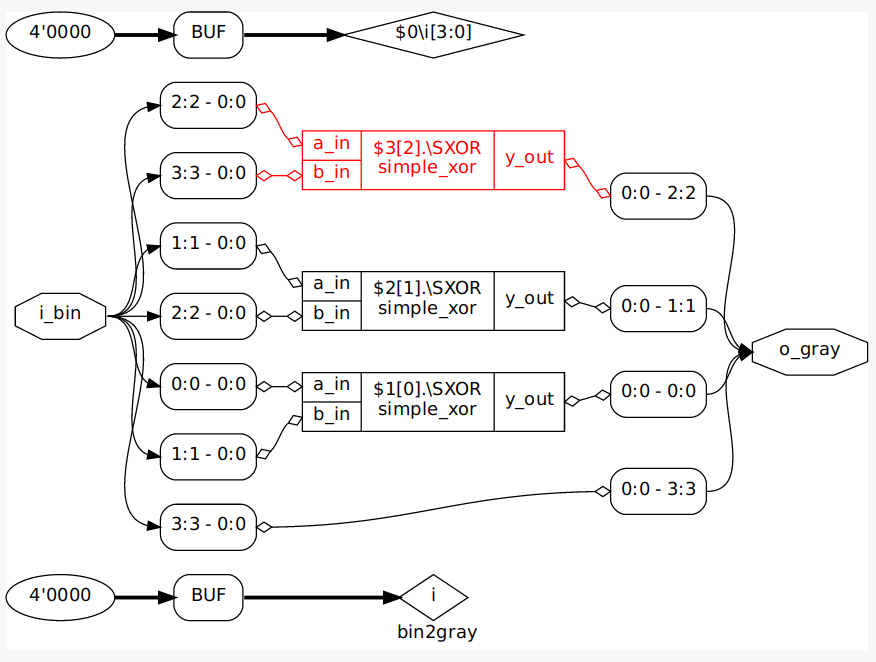 4'0000
BUF
$0\i[3:0]
2:2 - 0:0
3:3 - 0:0
a_in
b_in
$3[2].\SXOR
simple_xor
y_out
0:0 - 2:2
1:1 - 0:0
2:2 - 0:0
a_in
b_in
$2[1].\SXOR
simple_xor
y_out
0:0 - 1:1
i_bin
o_gray
0:0 - 0:0
1:1 - 0:0
a_in
b_in
$1[0].\SXOR
simple_xor
y_out
0:0 - 0:0
3:3 - 0:0
0:0 - 3:3
4'0000
BUF
i
bin2gray